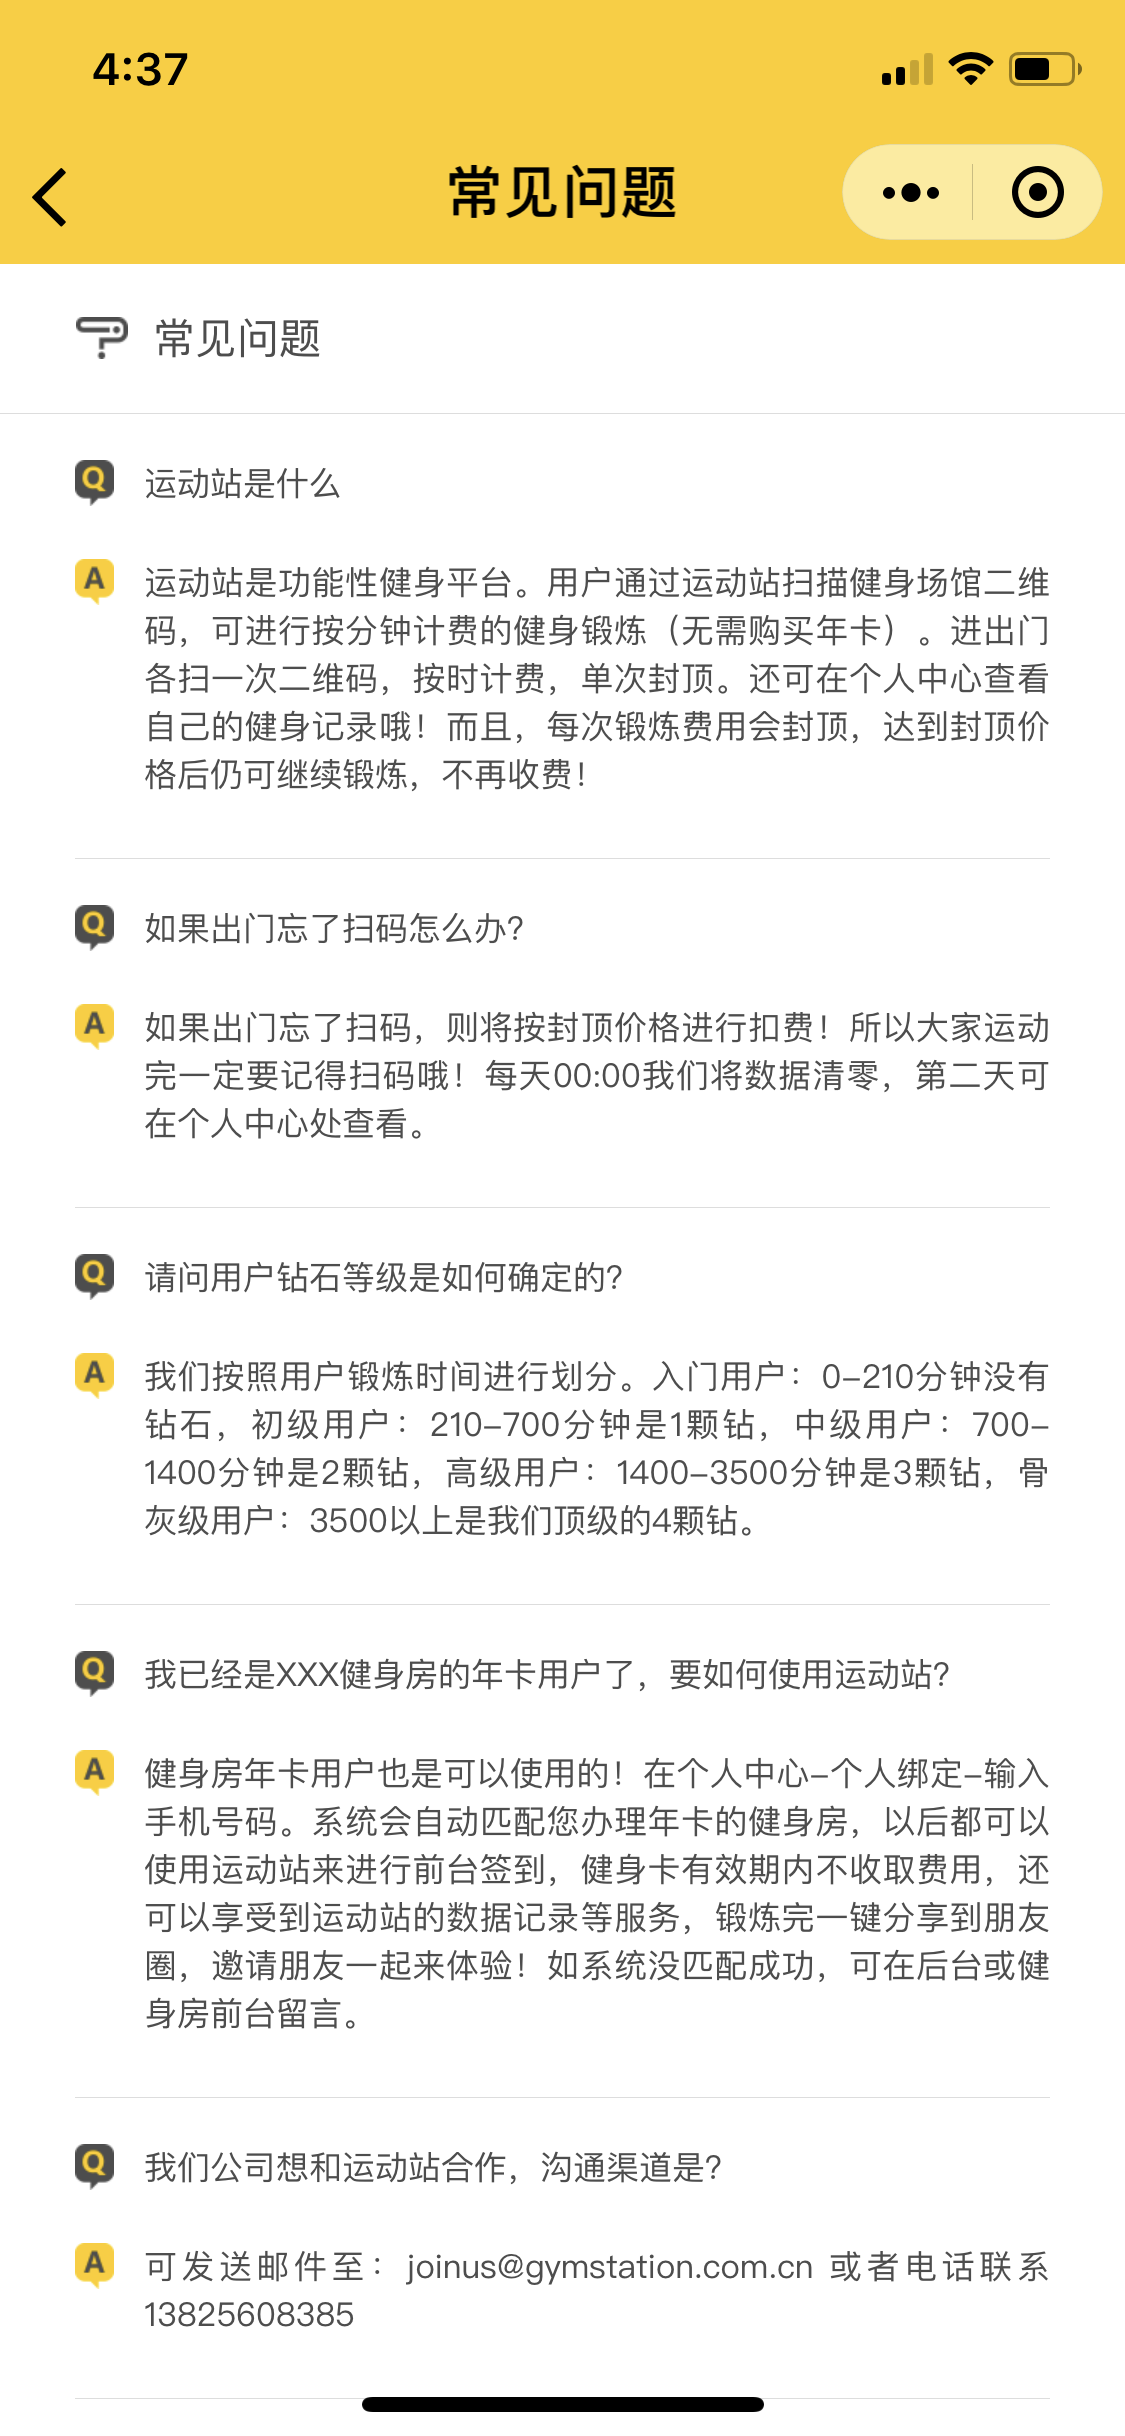 4:37
常见问题
常见问题
Q 运动站是什么
A 运动站是功能性健身平台。用户通过运动站扫描健身场馆二维
码，可进行按分钟计费的健身锻炼（无需购买年卡）。进出门
各扫一次二维码，按时计费，单次封顶。还可在个人中心查看
自己的健身记录哦！而且，每次锻炼费用会封顶，达到封顶价
格后仍可继续锻炼，不再收费！
Q 如果出门忘了扫码怎么办?
A 如果出门忘了扫码，则将按封顶价格进行扣费！所以大家运动
完一定要记得扫码哦！每天00:00我们将数据清零，第二天可
在个人中心处查看。
Q 请问用户钻石等级是如何确定的?
A 我们按照用户锻炼时间进行划分。入门用户：0-210分钟没有
钻石，初级用户：210-700分钟是1颗钻，中级用户：700-
1400分钟是2颗钻，高级用户：1400-3500分钟是3颗钻，骨
灰级用户：3500以上是我们顶级的4颗钻。
Q 我已经是XXX健身房的年卡用户了，要如何使用运动站?
A 健身房年卡用户也是可以使用的！在个人中心-个人绑定-输入
手机号码。系统会自动匹配您办理年卡的健身房，以后都可以
使用运动站来进行前台签到，健身卡有效期内不收取费用，还
可以享受到运动站的数据记录等服务，锻炼完一键分享到朋友
圈，邀请朋友一起来体验！如系统没匹配成功，可在后台或健
身房前台留言。
Q 我们公司想和运动站合作，沟通渠道是?
A 可发送邮件至：joinus@gymstation.com.cn 或者电话联系
13825608385